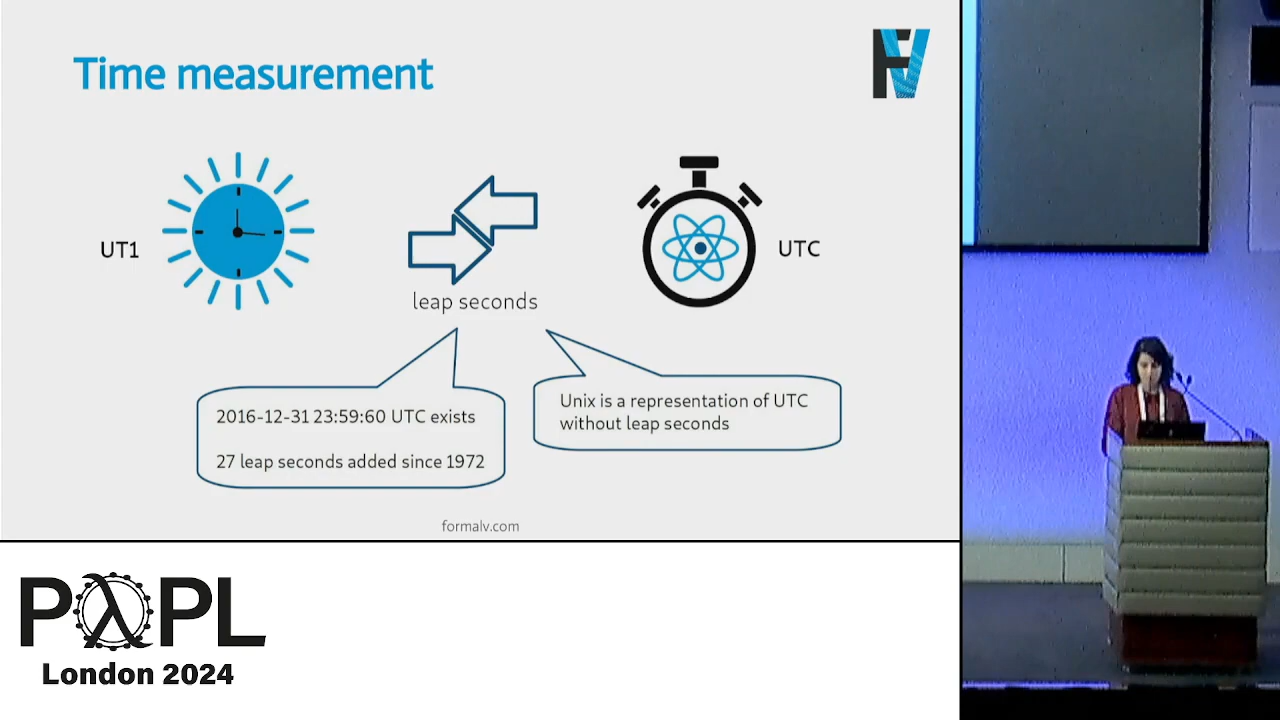 Time measurement
FV
UT1
UTC
leap seconds
2016-12-31 23:59:60 UTC exists
27 leap seconds added since 1972
Unix is a representation of UTC
without leap seconds
formalv.com
PλPL
London 2024